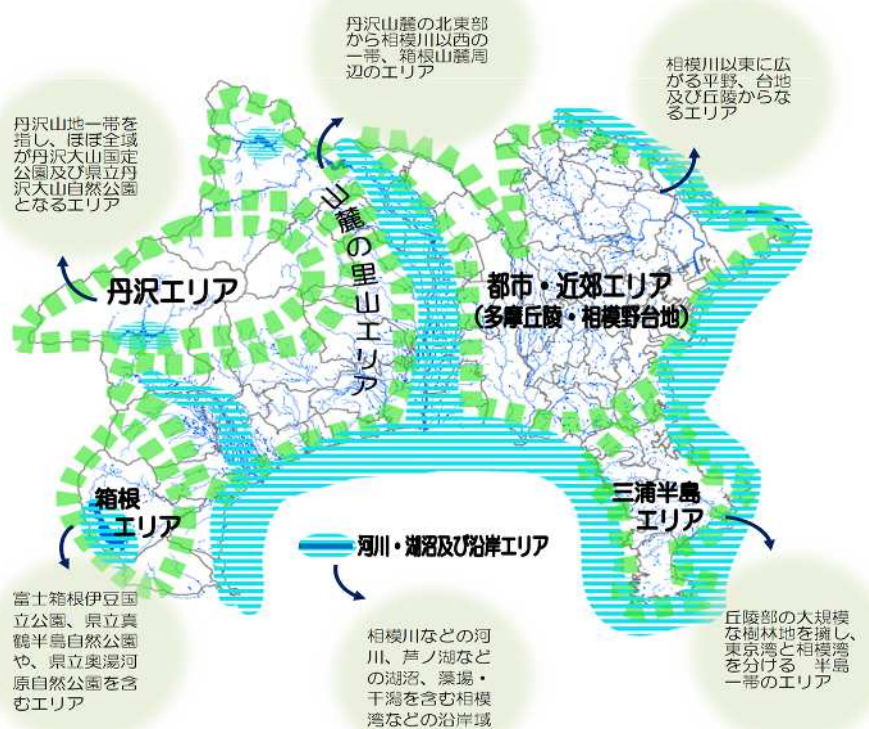 丹沢山麓の北東部
から相模川以西の
一帯、箱根山麓周
辺のエリア
相模川以東に広
がる平野、台地
及び丘陵からな
るエリア
丹沢山地一帯を
指し、ほぼ全域
が丹沢大山国定
公園及び県立丹
沢大山自然公園
となるエリア
山麓の里山エリア
丹沢エリア
都市・近郊エリア
(多摩丘陵・相模野台地)
箱根
エリア
三浦半島
エリア
河川・湖沼及び沿岸エリア
富士箱根伊豆国
立公園、県立真
鶴半島自然公園
や、県立奥湯河
原自然公園を含
むエリア
相模川などの河
川、芦ノ湖など
の湖沼、藻場・
干潟を含む相模
湾などの沿岸域
丘陵部の大規模
な樹林地を擁し、
東京湾と相模湾
を分ける 半島
一帯のエリア